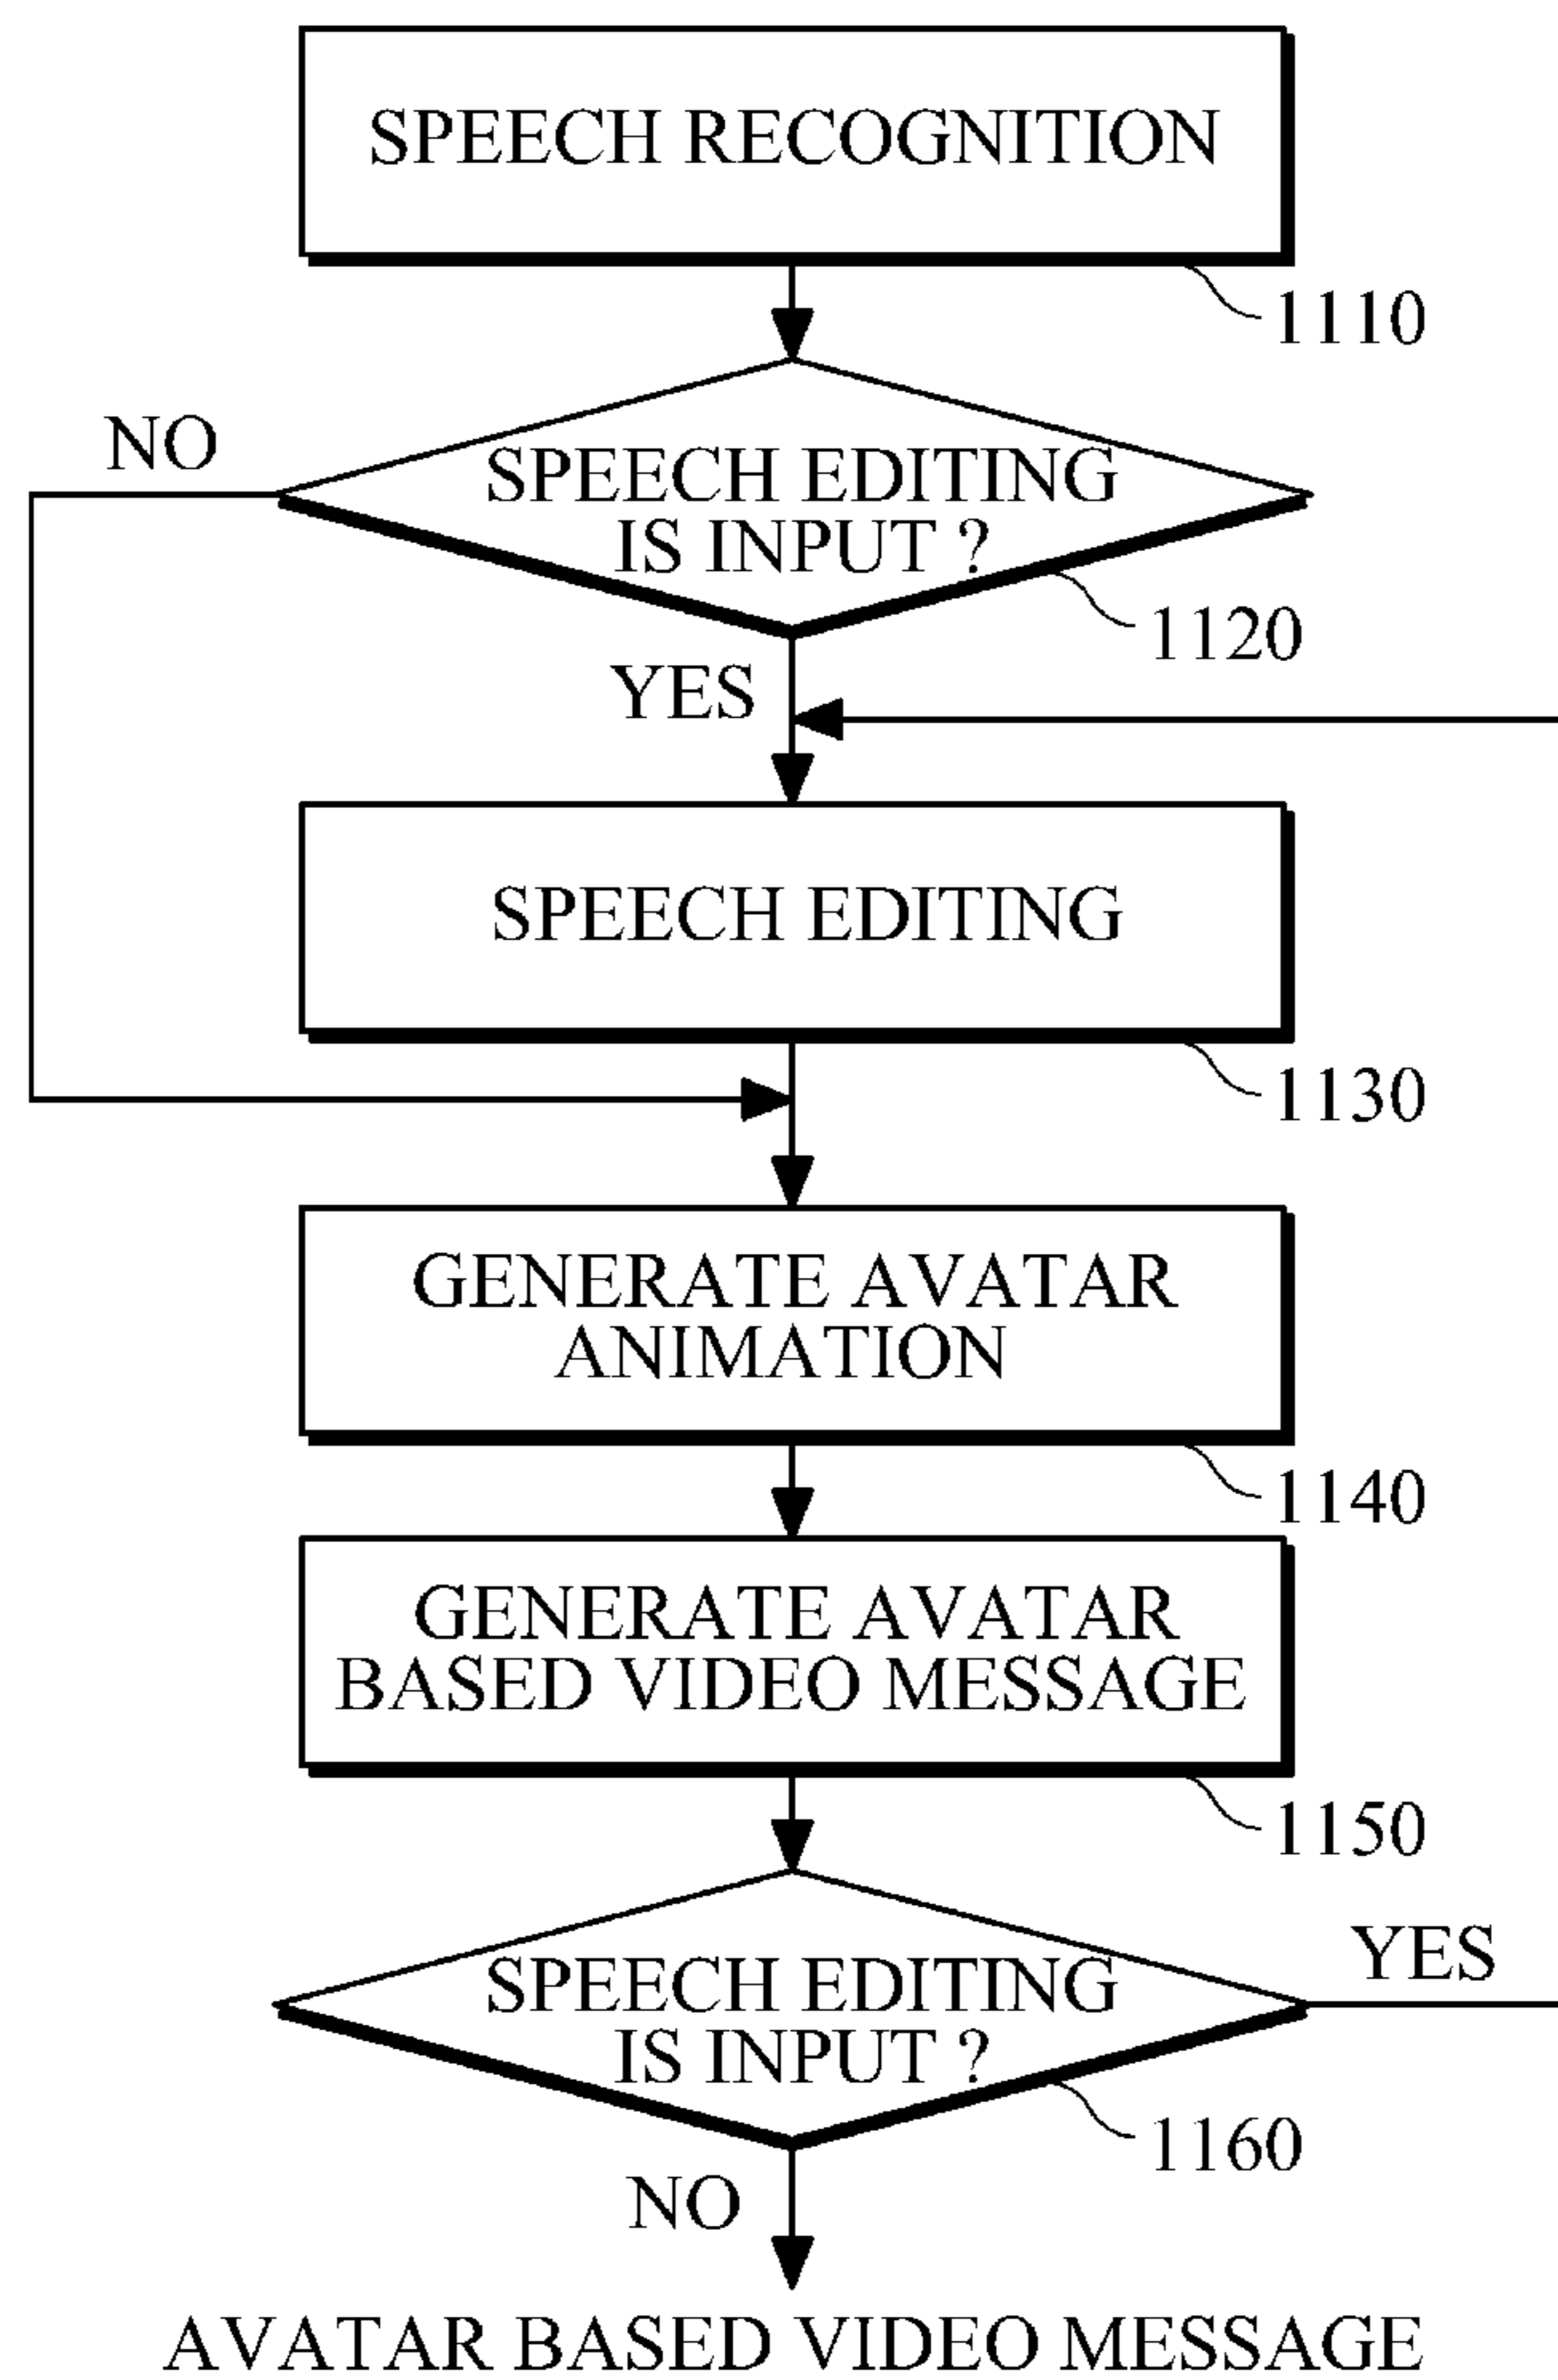 SPEECH RECOGNITION
1110
NO
SPEECH EDITING
IS INPUT ?
1120
YES
SPEECH EDITING
1130
GENERATE AVATAR
ANIMATION
1140
GENERATE AVATAR
BASED VIDEO MESSAGE
1150
YES
SPEECH EDITING
IS INPUT ?
1160
NO
AVATAR BASED VIDEO MESSAGE